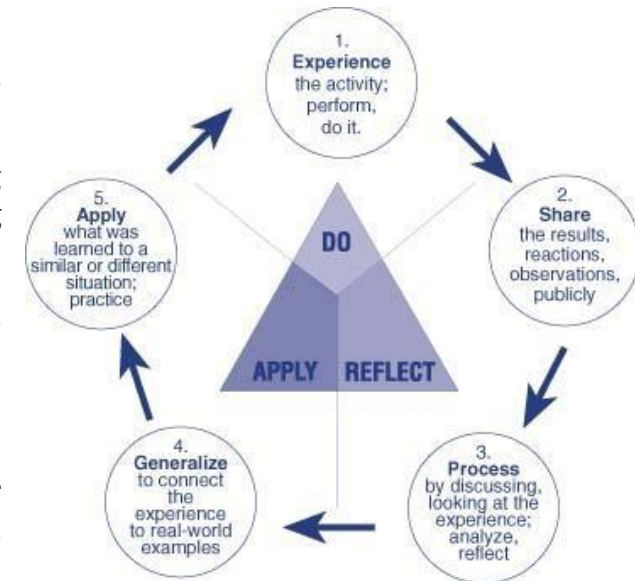 1.
Experience
the activity;
perform,
do it.
2.
Share
the results,
reactions,
observations,
publicly
3.
Process
by discussing,
looking at the
experience;
analyze,
reflect
4.
Generalize
to connect
the
experience
to real-world
examples
5.
Apply
what was
learned to a
similar or different
situation;
practice
DO
APPLY
REFLECT